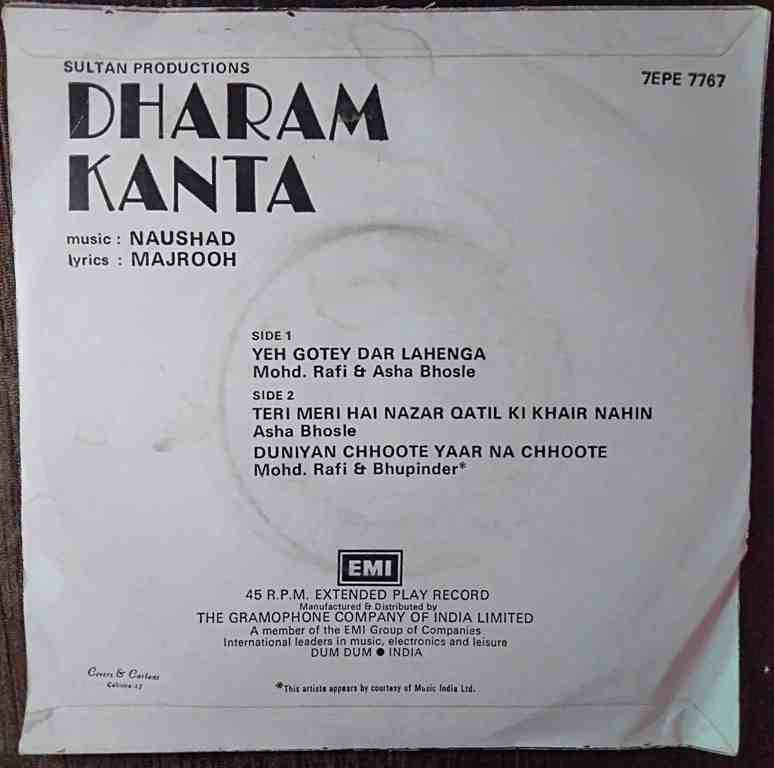 SULTAN PRODUCTIONS
7EPE 7767
DHARAM
KANTA
music : NAUSHAD
lyrics : MAJROOH
SIDE 1
YEH GOTEY DAR LAHENGA
Mohd. Rafi & Asha Bhosle
SIDE 2
TERI MERI HAI NAZAR QATIL KI KHAIR NAHIN
Asha Bhosle
DUNIYAN CHHOOTE YAAR NA CHHOOTE
Mohd. Rafi & Bhupinder*
EMI
45 R.P.M. EXTENDED PLAY RECORD
Manufactured & Distributed by
THE GRAMOPHONE COMPANY OF INDIA LIMITED
A member of the EMI Group of Companies
International leaders in music, electronics and leisure
DUM DUM ● INDIA
Covers & Cartons
*This artiste appears by courtesy of Music India Ltd.